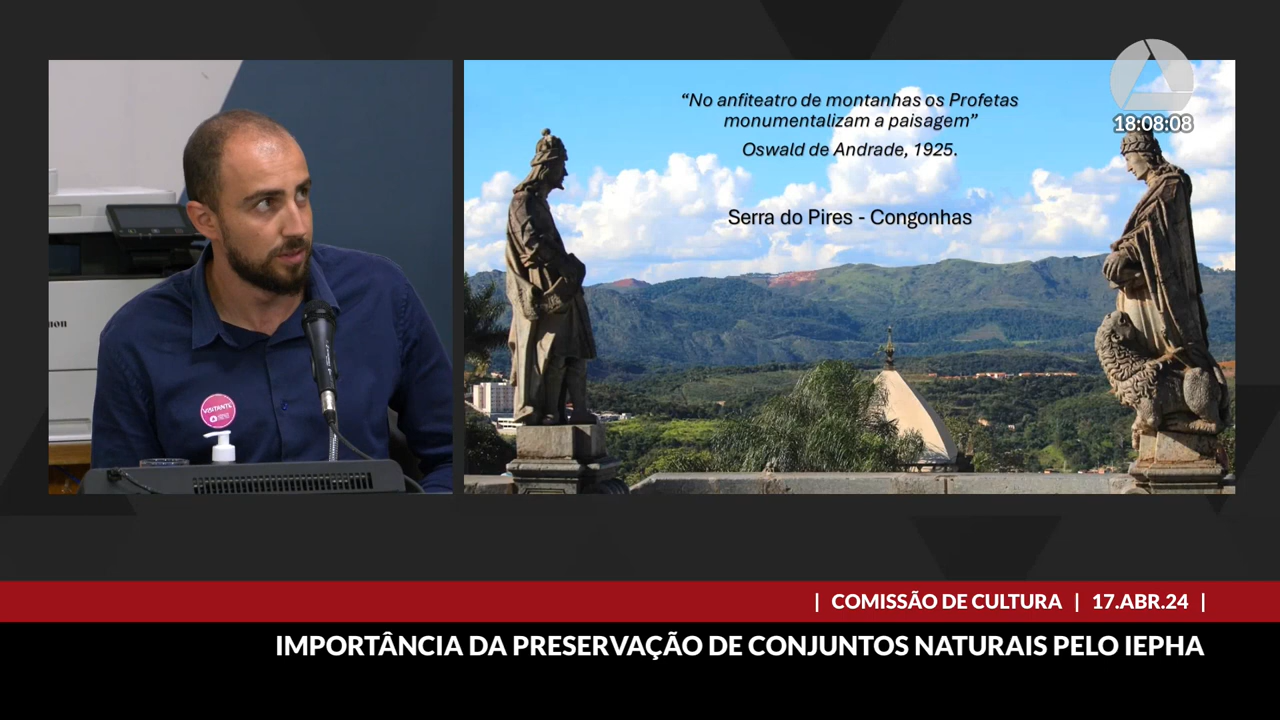 “No anfiteatro de montanhas os Profetas
monumentalizam a paisagem”
Oswald de Andrade, 1925.
Serra do Pires - Congonhas
18:08:08
VISITANTE
| COMISSÃO DE CULTURA | 17.ABR.24 |
IMPORTÂNCIA DA PRESERVAÇÃO DE CONJUNTOS NATURAIS PELO IEPHA